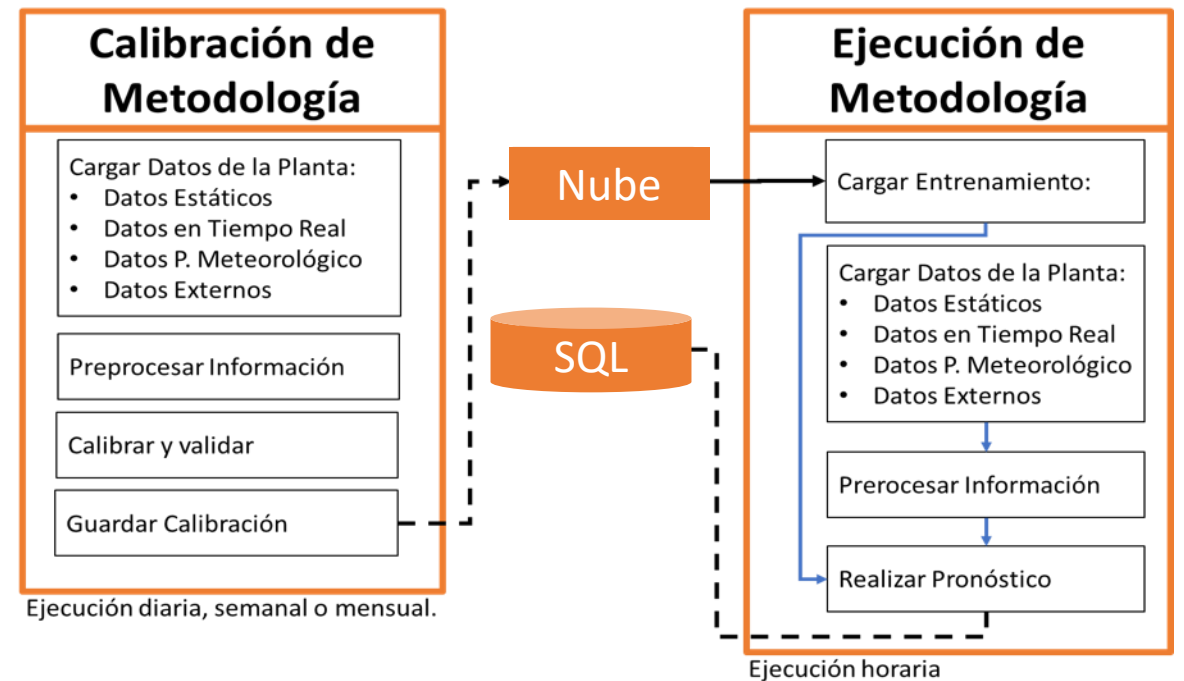 Calibración de
Metodología
Cargar Datos de la Planta:
• Datos Estáticos
• Datos en Tiempo Real
• Datos P. Meteorológico
• Datos Externos
Preprocesar Información
Calibrar y validar
Guardar Calibración
Ejecución diaria, semanal o mensual.
Nube
SQL
Ejecución de
Metodología
Cargar Entrenamiento:
Cargar Datos de la Planta:
• Datos Estáticos
• Datos en Tiempo Real
• Datos P. Meteorológico
• Datos Externos
Prerocesar Información
Realizar Pronóstico
Ejecución horaria